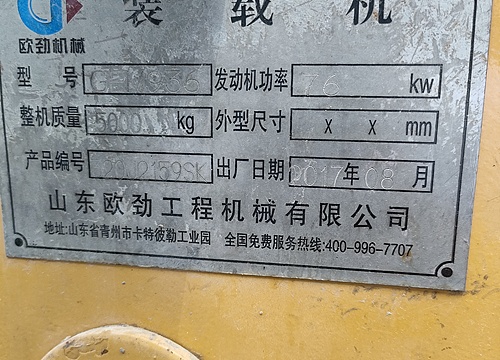 装载机
欧劲机械
型 号 发动机功率 76 kw
整机质量 5000 kg 外型尺寸 X X mm
产品编号 出厂日期 2017年08月
山东欧劲工程机械有限公司
地址:山东省青州市卡特彼勒工业园 全国免费服务热线:400-996-7707